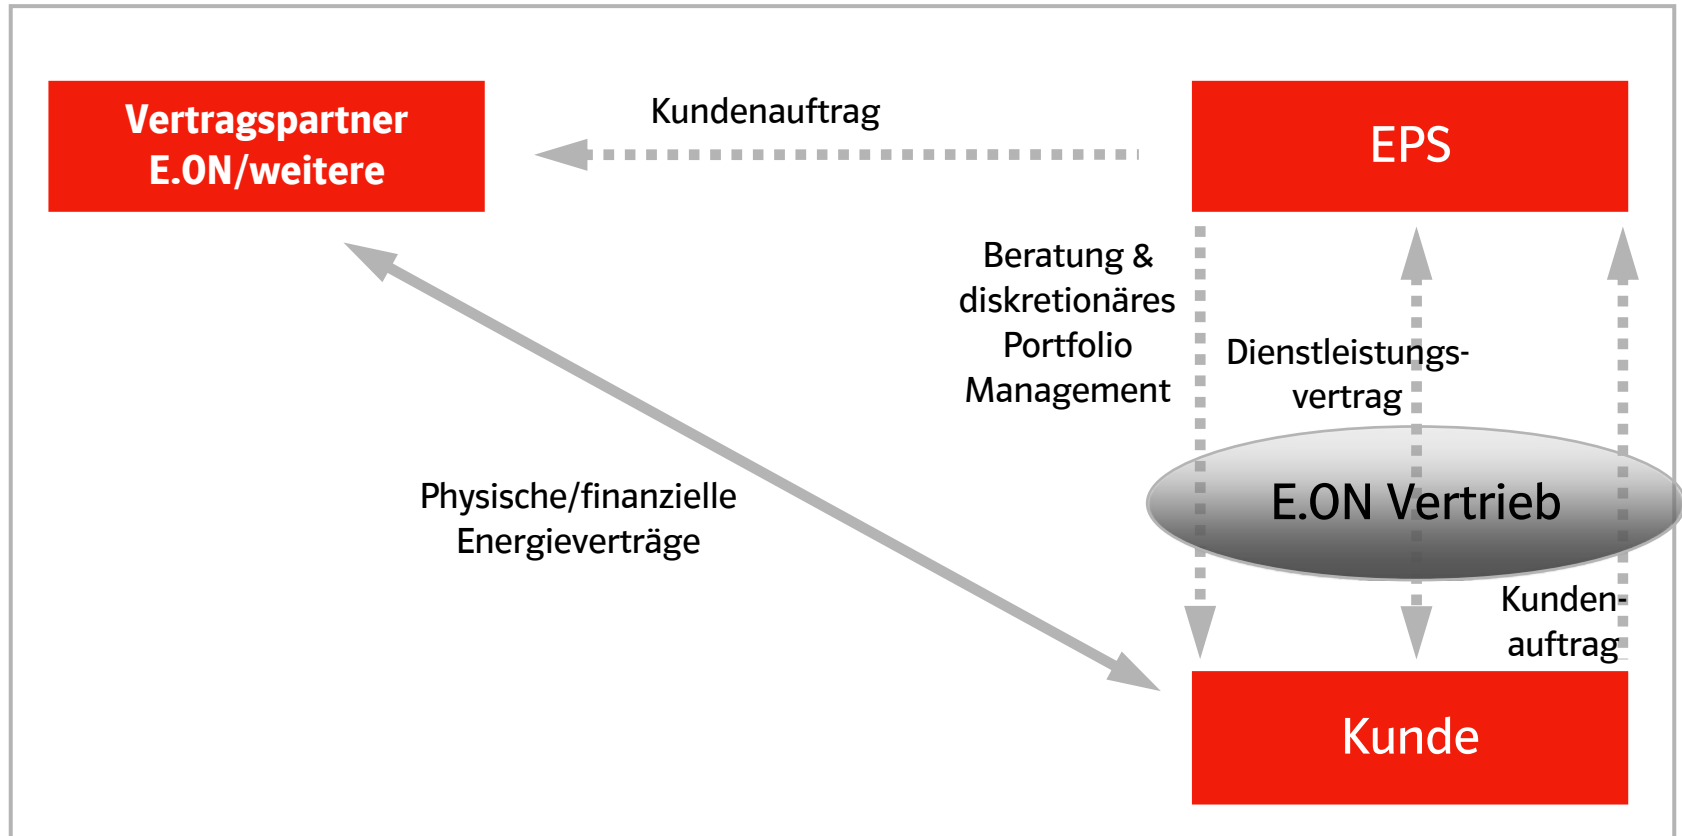 Vertragspartner
E.ON/weitere
Kundenauftrag
EPS
Beratung &
diskretionäres
Portfolio
Management
Dienstleistungs-
vertrag
Physische/finanzielle
Energieverträge
E.ON Vertrieb
Kunden-
auftrag
Kunde